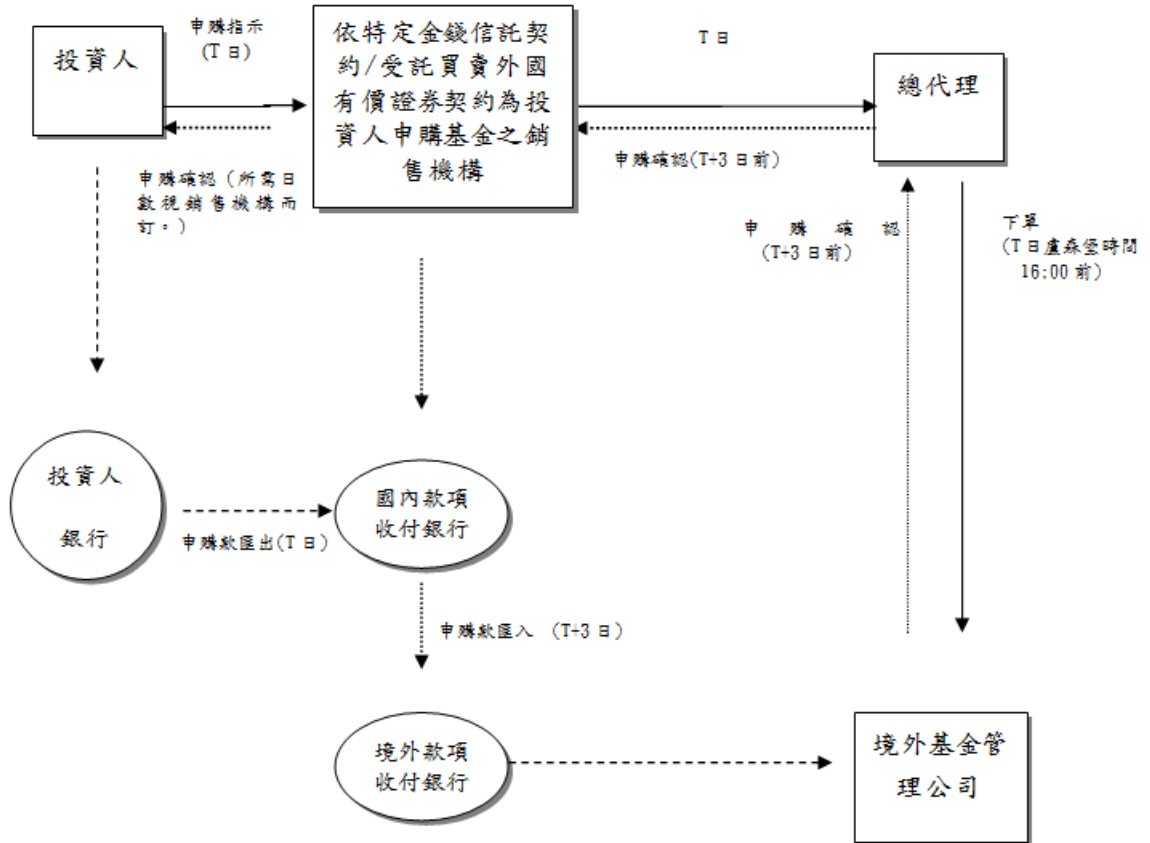 申購指示
(T 日)
投資人
依特定金錢信託契
約/受託買賣外國
有價證券契約為投
資人申購基金之銷
售機構
T 日
總代理
申購確認(T+3 日前)
申購確認（所需日
數視銷售機構而
訂。）
申購確認
(T+3 日前)
下單
(T 日盧森堡時間
16:00 前)
投資人
銀行
國內款項
收付銀行
申購款匯出(T 日)
申購款匯入 (T+3 日)
境外款項
收付銀行
境外基金管
理公司